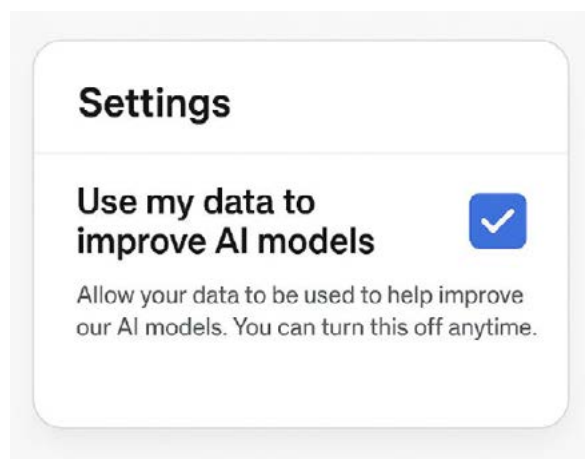 Settings
Use my data to
improve AI models
Allow your data to be used to help improve
our AI models. You can turn this off anytime.